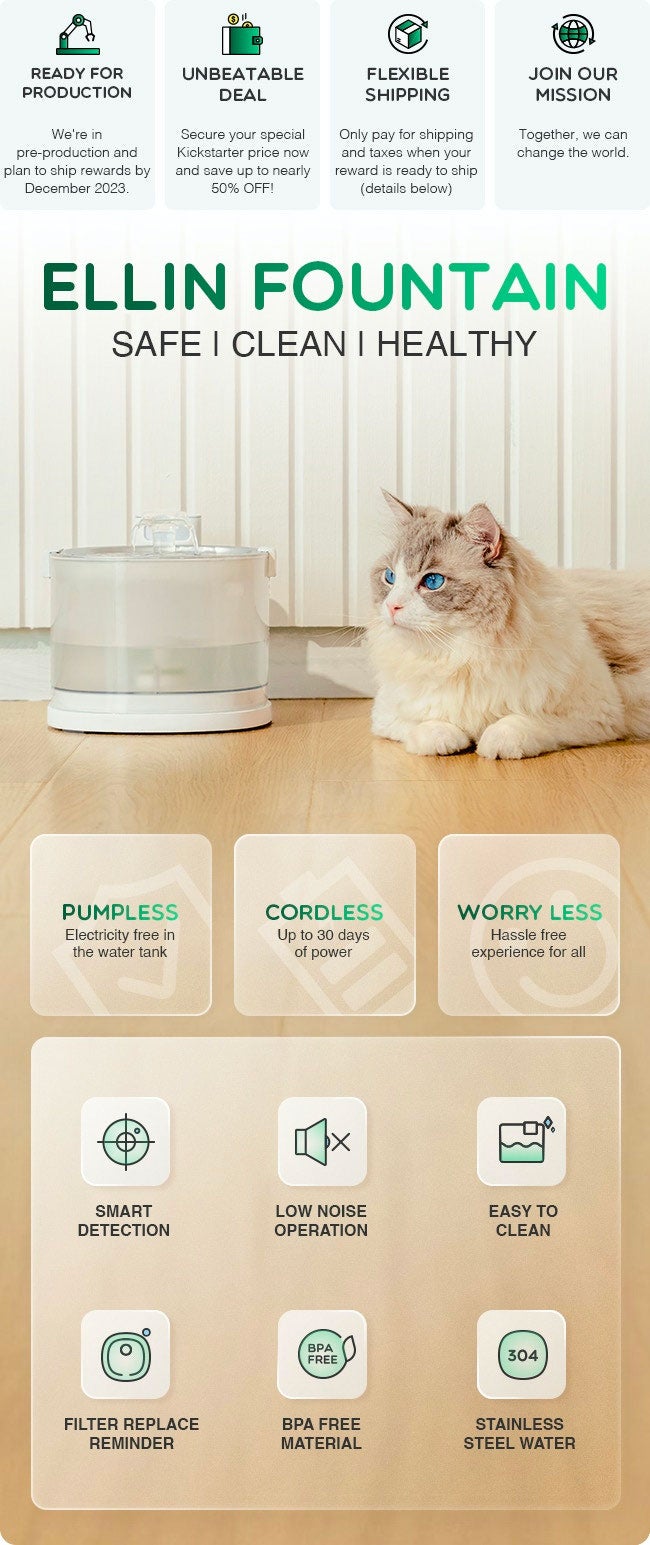 READY FOR
PRODUCTION
We're in
pre-production and
plan to ship rewards by
December 2023.
UNBEATABLE
DEAL
Secure your special
Kickstarter price now
and save up to nearly
50% OFF!
FLEXIBLE
SHIPPING
Only pay for shipping
and taxes when your
reward is ready to ship
(details below)
JOIN OUR
MISSION
Together, we can
change the world.
ELLIN FOUNTAIN
SAFE | CLEAN | HEALTHY
PUMPLESS
Electricity free in
the water tank
CORDLESS
Up to 30 days
of power
WORRY LESS
Hassle free
experience for all
SMART
DETECTION
LOW NOISE
OPERATION
EASY TO
CLEAN
FILTER REPLACE
REMINDER
BPA
FREE
BPA FREE
MATERIAL
304
STAINLESS
STEEL WATER